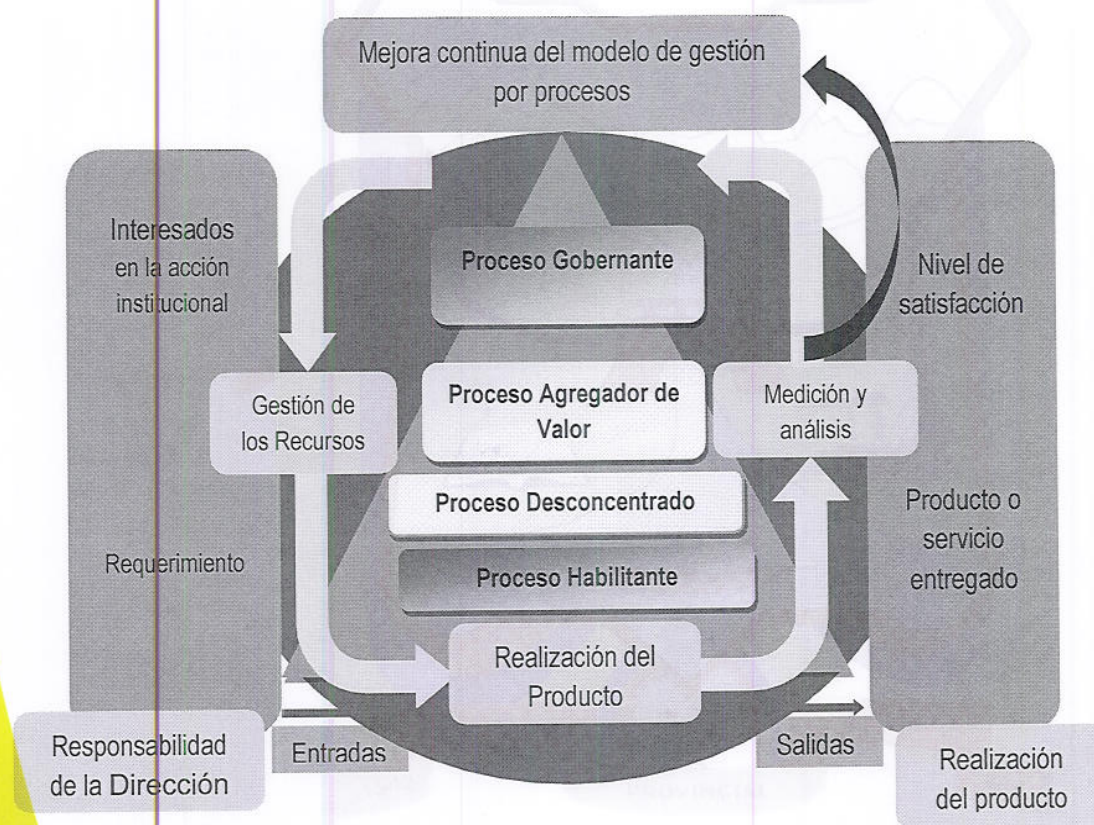 Mejora continua del modelo de gestión
por procesos
Interesados
en la acción
institucional
Requerimiento
Proceso Gobernante
Proceso Agregador de
Valor
Proceso Desconcentrado
Proceso Habilitante
Gestión de
los Recursos
Medición y
análisis
Realización del
Producto
Nivel de
satisfacción
Producto o
servicio
entregado
Responsabilidad
de la Dirección
Entradas
Salidas
Realización
del producto